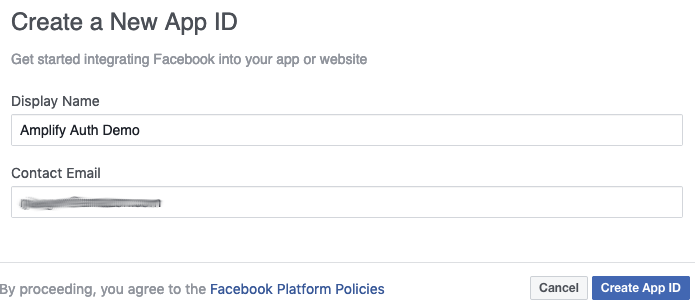 Create a New App ID
Get started integrating Facebook into your app or website
Display Name
Amplify Auth Demo
Contact Email
By proceeding, you agree to the Facebook Platform Policies
Cancel
Create App ID